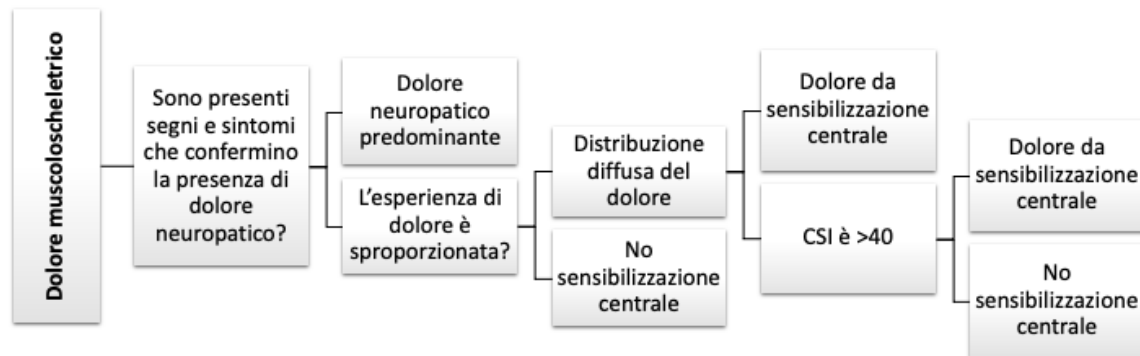 Dolore muscoloscheletrico
Sono presenti
segni e sintomi
che confermino
la presenza di
dolore
neuropatico?
Dolore
neuropatico
predominante
L'esperienza di
dolore è
sproporzionata?
Distribuzione
diffusa del
dolore
No
sensibilizzazione
centrale
Dolore da
sensibilizzazione
centrale
CSI è >40
Dolore da
sensibilizzazione
centrale
No
sensibilizzazione
centrale